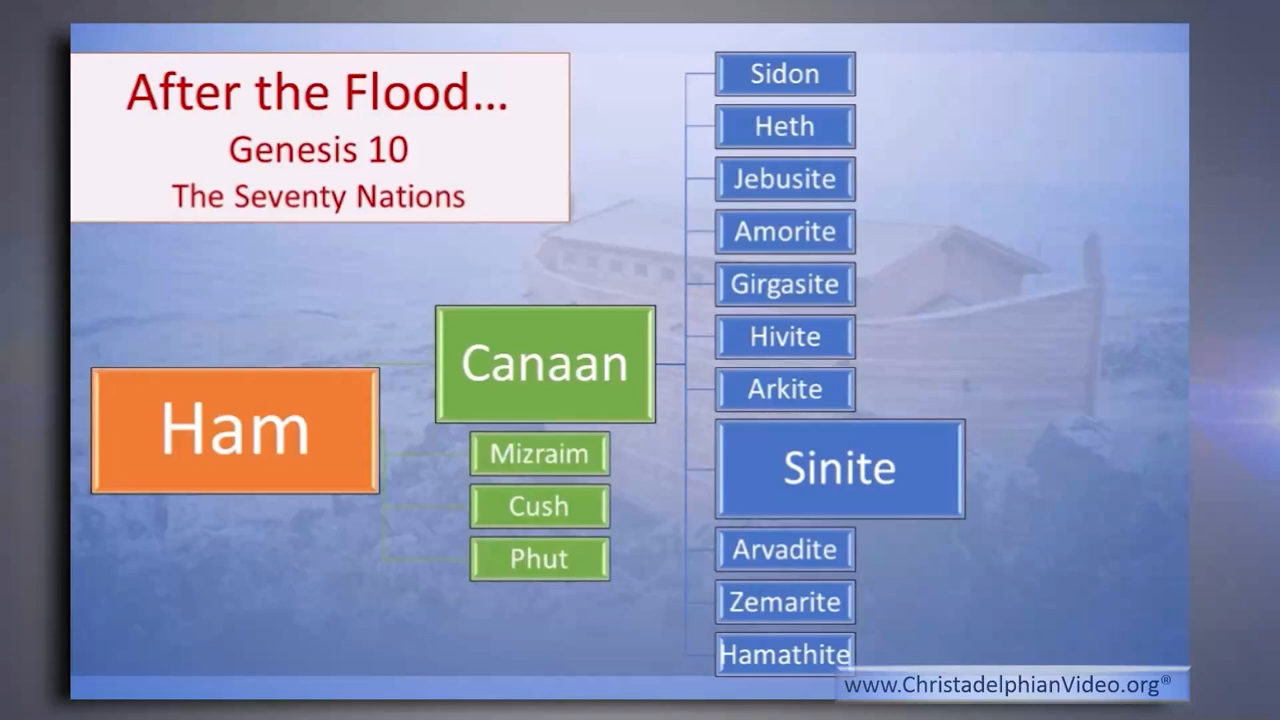 After the Flood...
Genesis 10
The Seventy Nations
Ham
Canaan
Mizraim
Cush
Phut
Sidon
Heth
Jebusite
Amorite
Girgasite
Hivite
Arkite
Sinite
Arvadite
Zemarite
Hamathite
www.ChristadelphianVideo.org®